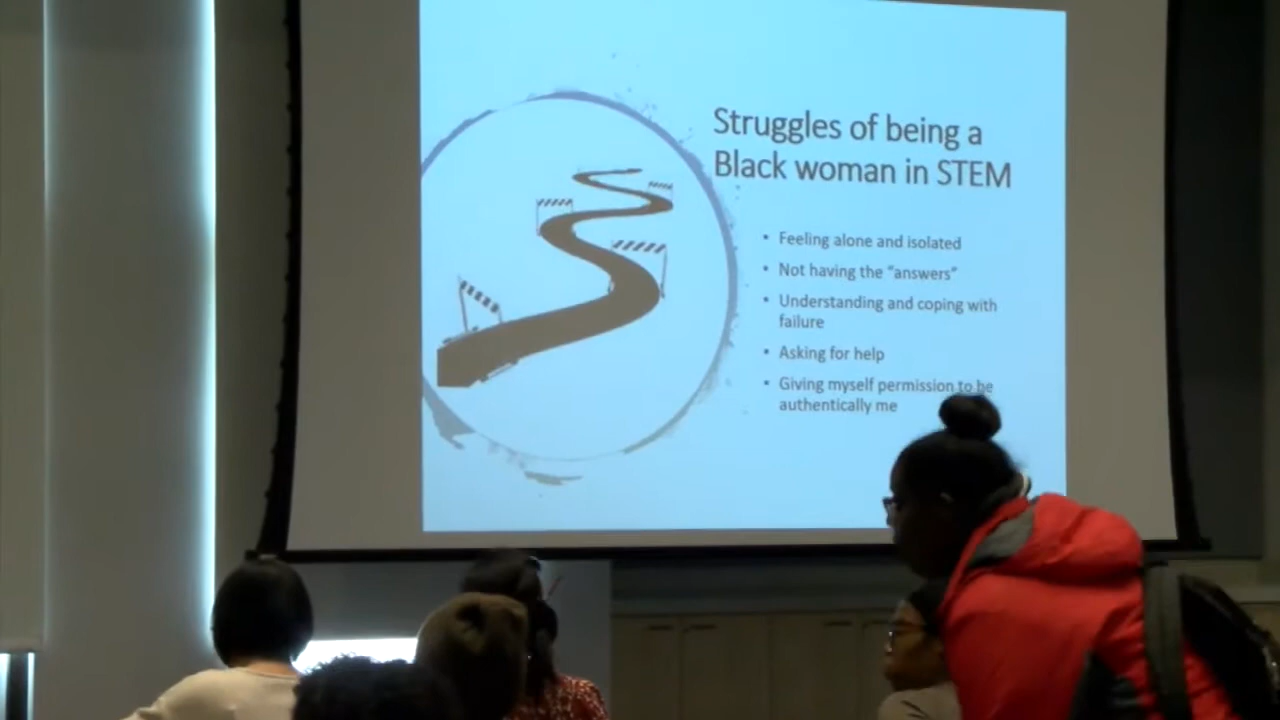 Struggles of being a
Black woman in STEM
• Feeling alone and isolated
• Not having the "answers"
• Understanding and coping with
failure
• Asking for help
• Giving myself permission to be
authentically me